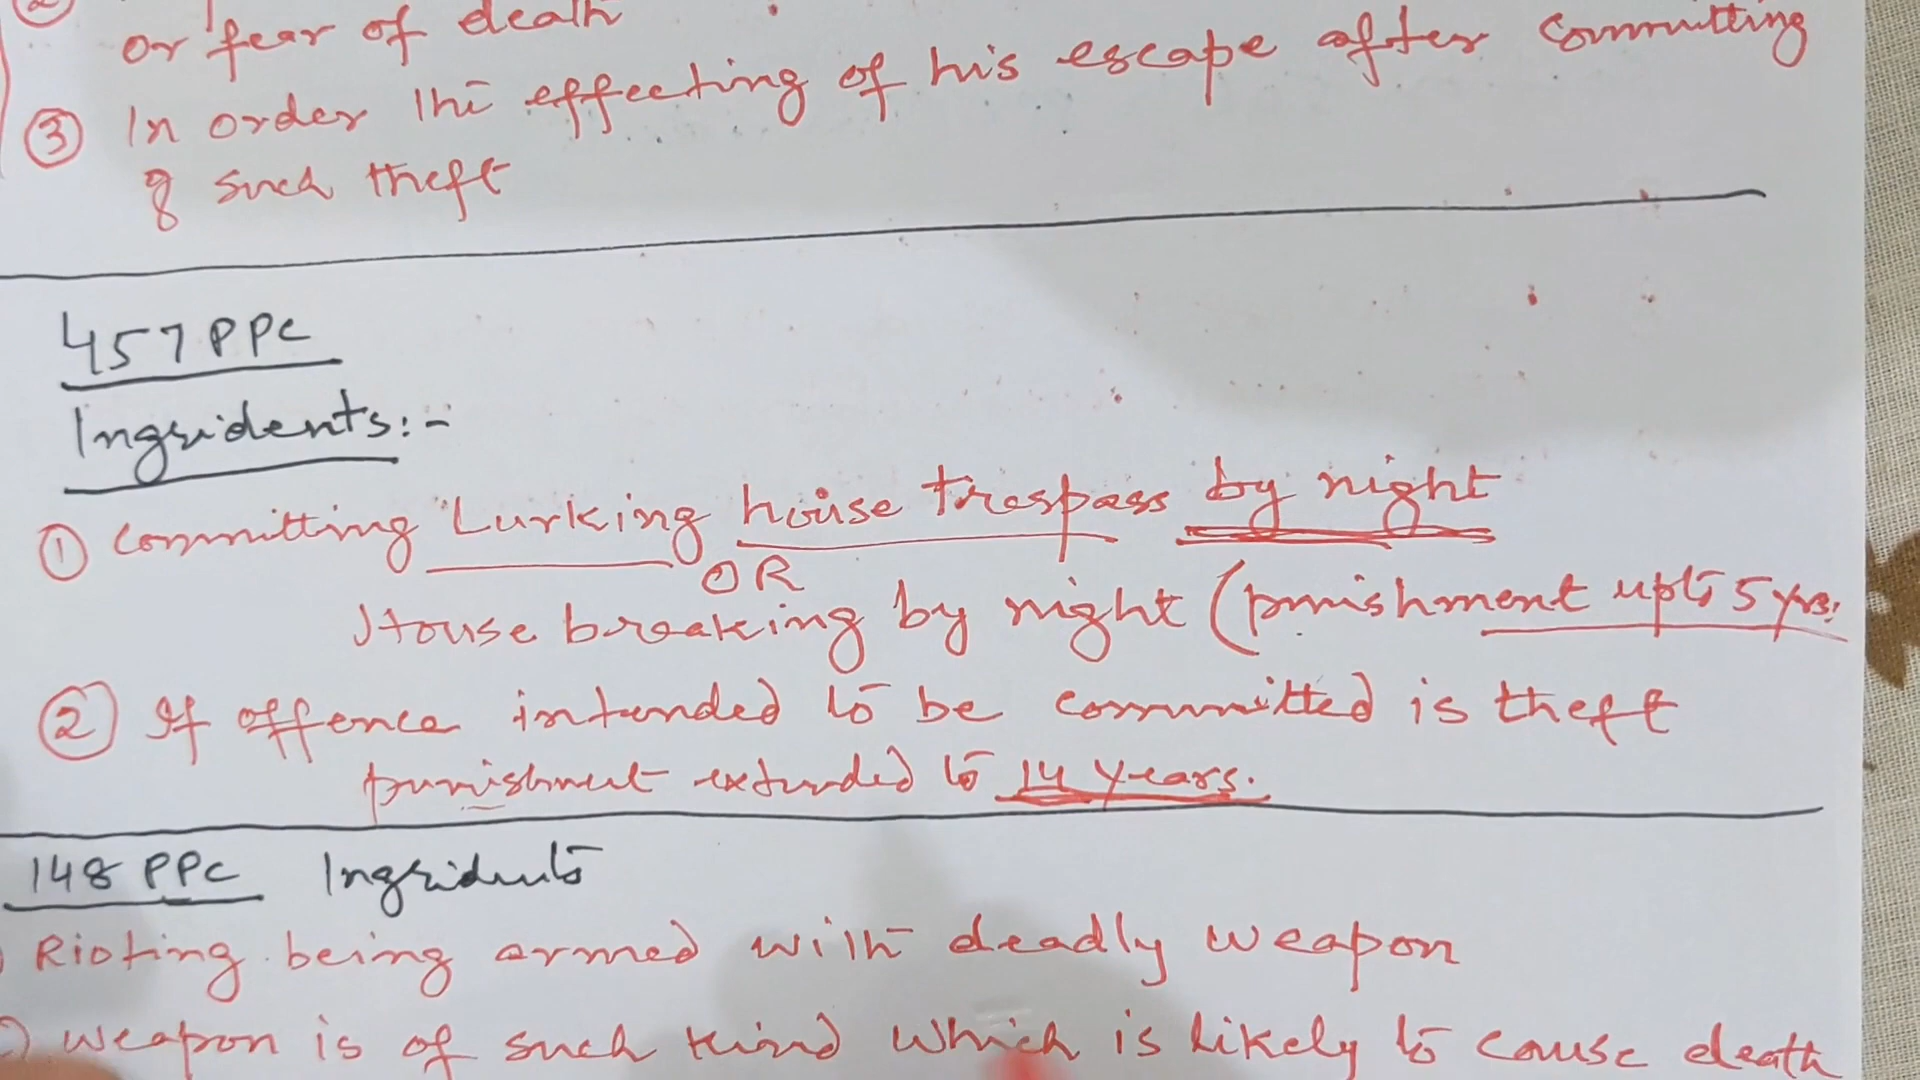 or fear of death
③ In order the effecting of his escape after committing
of such theft
457 PPC
Ingridents:-
① committing Lurking house trespass by night
OR
House breaking by night (punishment upto 5 yrs.
② If offence intended to be committed is theft
punishment extended to 14 years.
148 PPC Ingridents
Rioting being armed with deadly weapon
weapon is of such kind which is likely to cause death